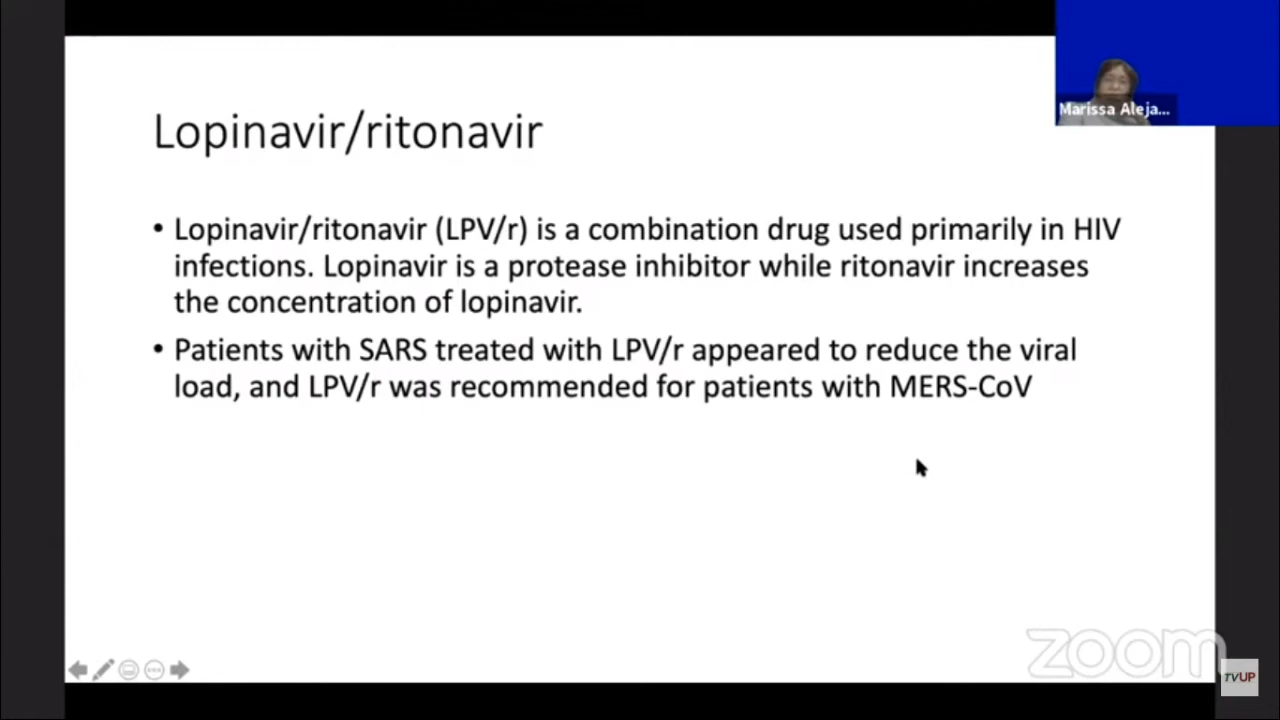 Marissa Aleja...
Lopinavir/ritonavir
• Lopinavir/ritonavir (LPV/r) is a combination drug used primarily in HIV
infections. Lopinavir is a protease inhibitor while ritonavir increases
the concentration of lopinavir.
• Patients with SARS treated with LPV/r appeared to reduce the viral
load, and LPV/r was recommended for patients with MERS-CoV
zoom
TVUP